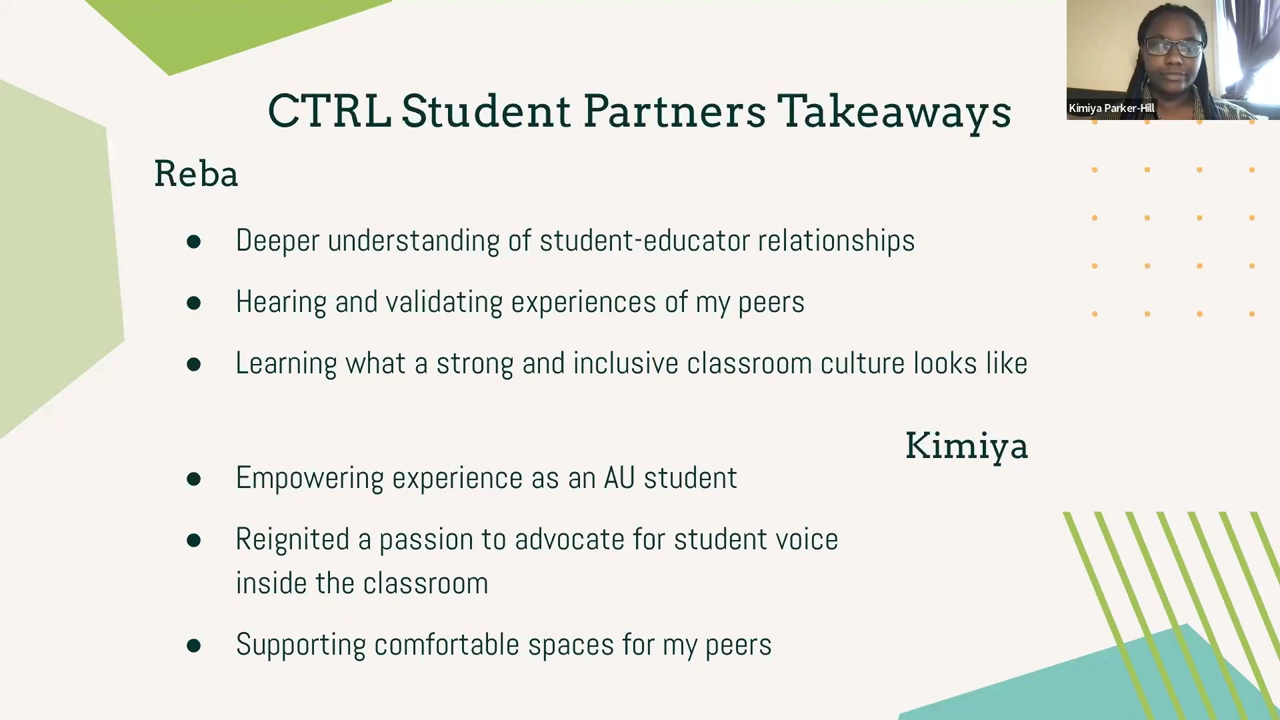 CTRL Student Partners Takeaways
Kimiya Parker-Hill
Reba
● Deeper understanding of student-educator relationships
● Hearing and validating experiences of my peers
● Learning what a strong and inclusive classroom culture looks like
Kimiya
● Empowering experience as an AU student
● Reignited a passion to advocate for student voice
inside the classroom
● Supporting comfortable spaces for my peers